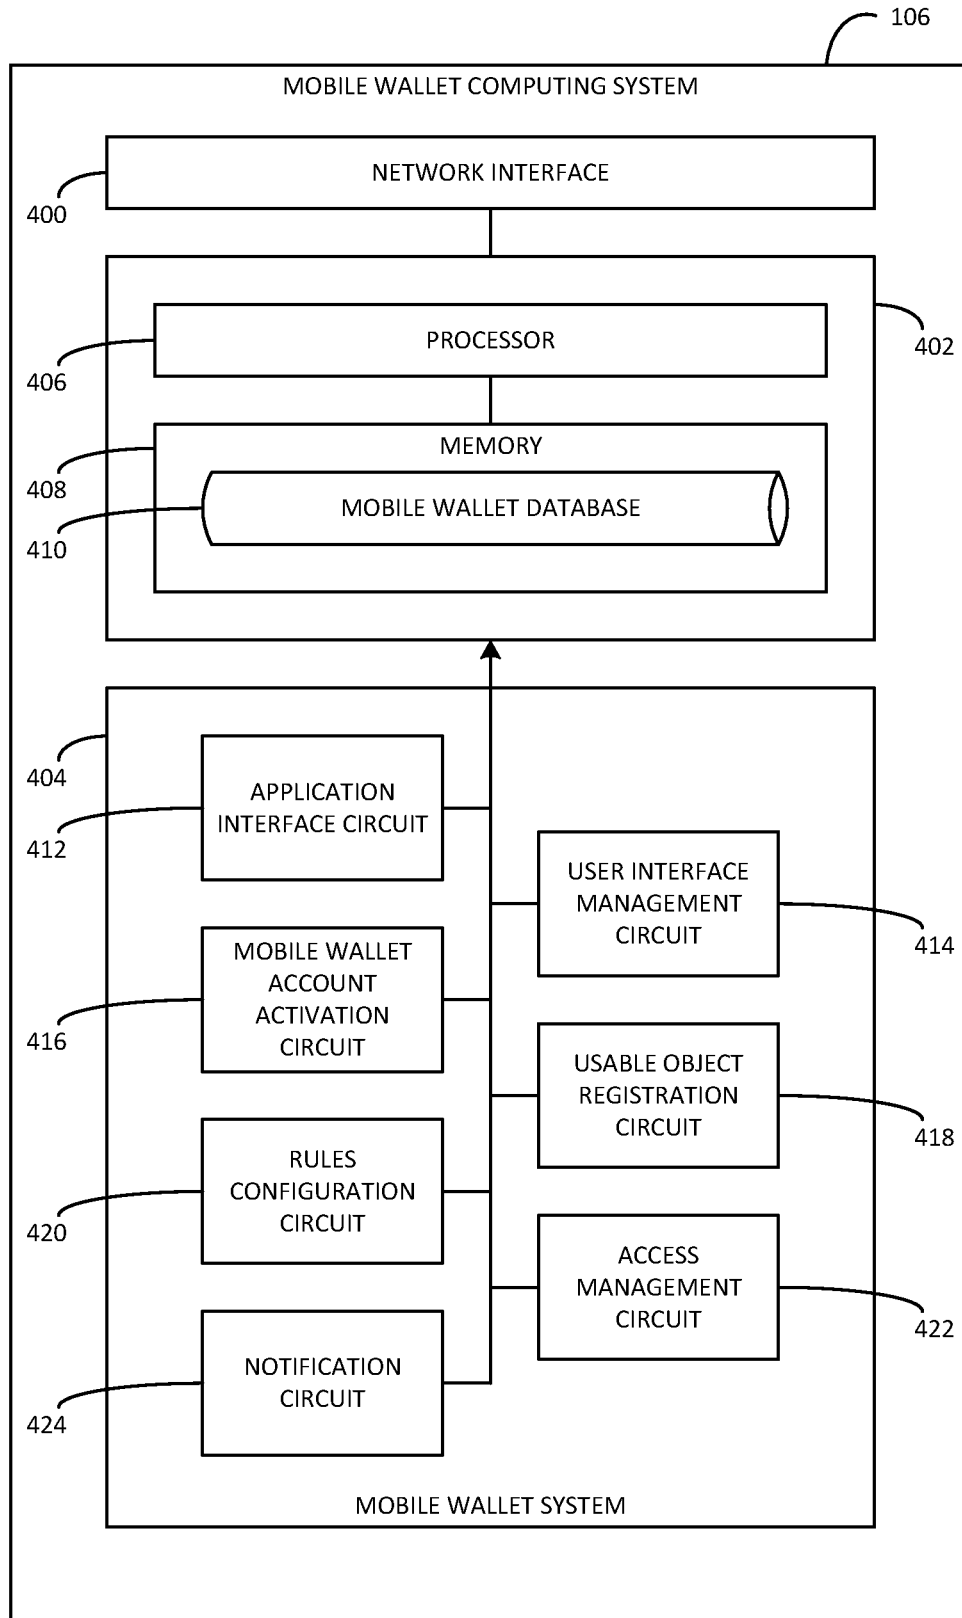 106
MOBILE WALLET COMPUTING SYSTEM
NETWORK INTERFACE
400
PROCESSOR
402
406
MEMORY
408
MOBILE WALLET DATABASE
410
404
APPLICATION
INTERFACE CIRCUIT
412
USER INTERFACE
MANAGEMENT
CIRCUIT
414
MOBILE WALLET
ACCOUNT
ACTIVATION
CIRCUIT
416
USABLE OBJECT
REGISTRATION
CIRCUIT
418
RULES
CONFIGURATION
CIRCUIT
420
ACCESS
MANAGEMENT
CIRCUIT
422
NOTIFICATION
CIRCUIT
424
MOBILE WALLET SYSTEM